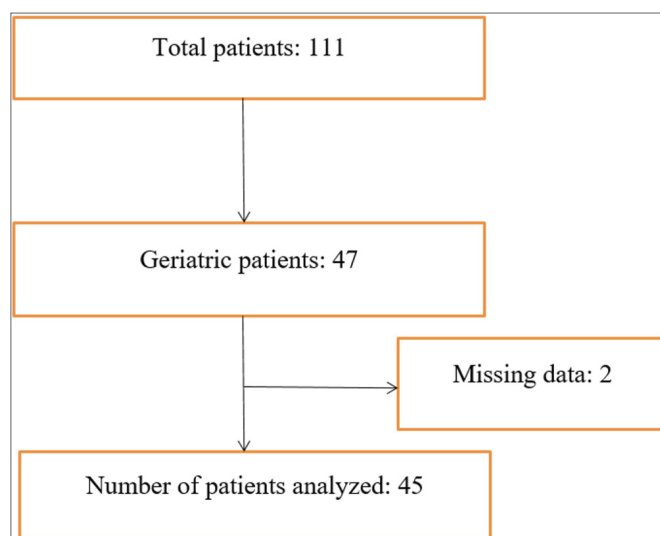 Total patients: 111
Geriatric patients: 47
Missing data: 2
Number of patients analyzed: 45